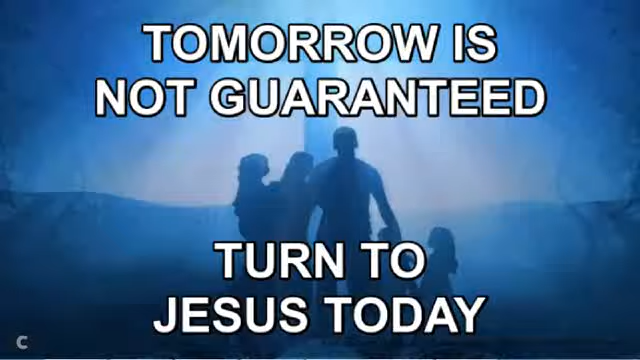 TOMORROW IS
NOT GUARANTEED
TURN TO
JESUS TODAY
C